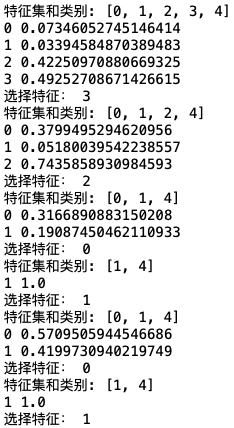 特征集和类别: [0, 1, 2, 3, 4]
0 0.07346052745146414
1 0.03394584870389483
2 0.42250970880669325
3 0.49252708671426615
选择特征： 3
特征集和类别: [0, 1, 2, 4]
0 0.3799495294620956
1 0.05180039542238557
2 0.7435858930984593
选择特征： 2
特征集和类别: [0, 1, 4]
0 0.3166890883150208
1 0.19087450462110933
选择特征： 0
特征集和类别: [1, 4]
1 1.0
选择特征： 1
特征集和类别: [0, 1, 4]
0 0.5709505944546686
1 0.4199730940219749
选择特征： 0
特征集和类别: [1, 4]
1 1.0
选择特征： 1